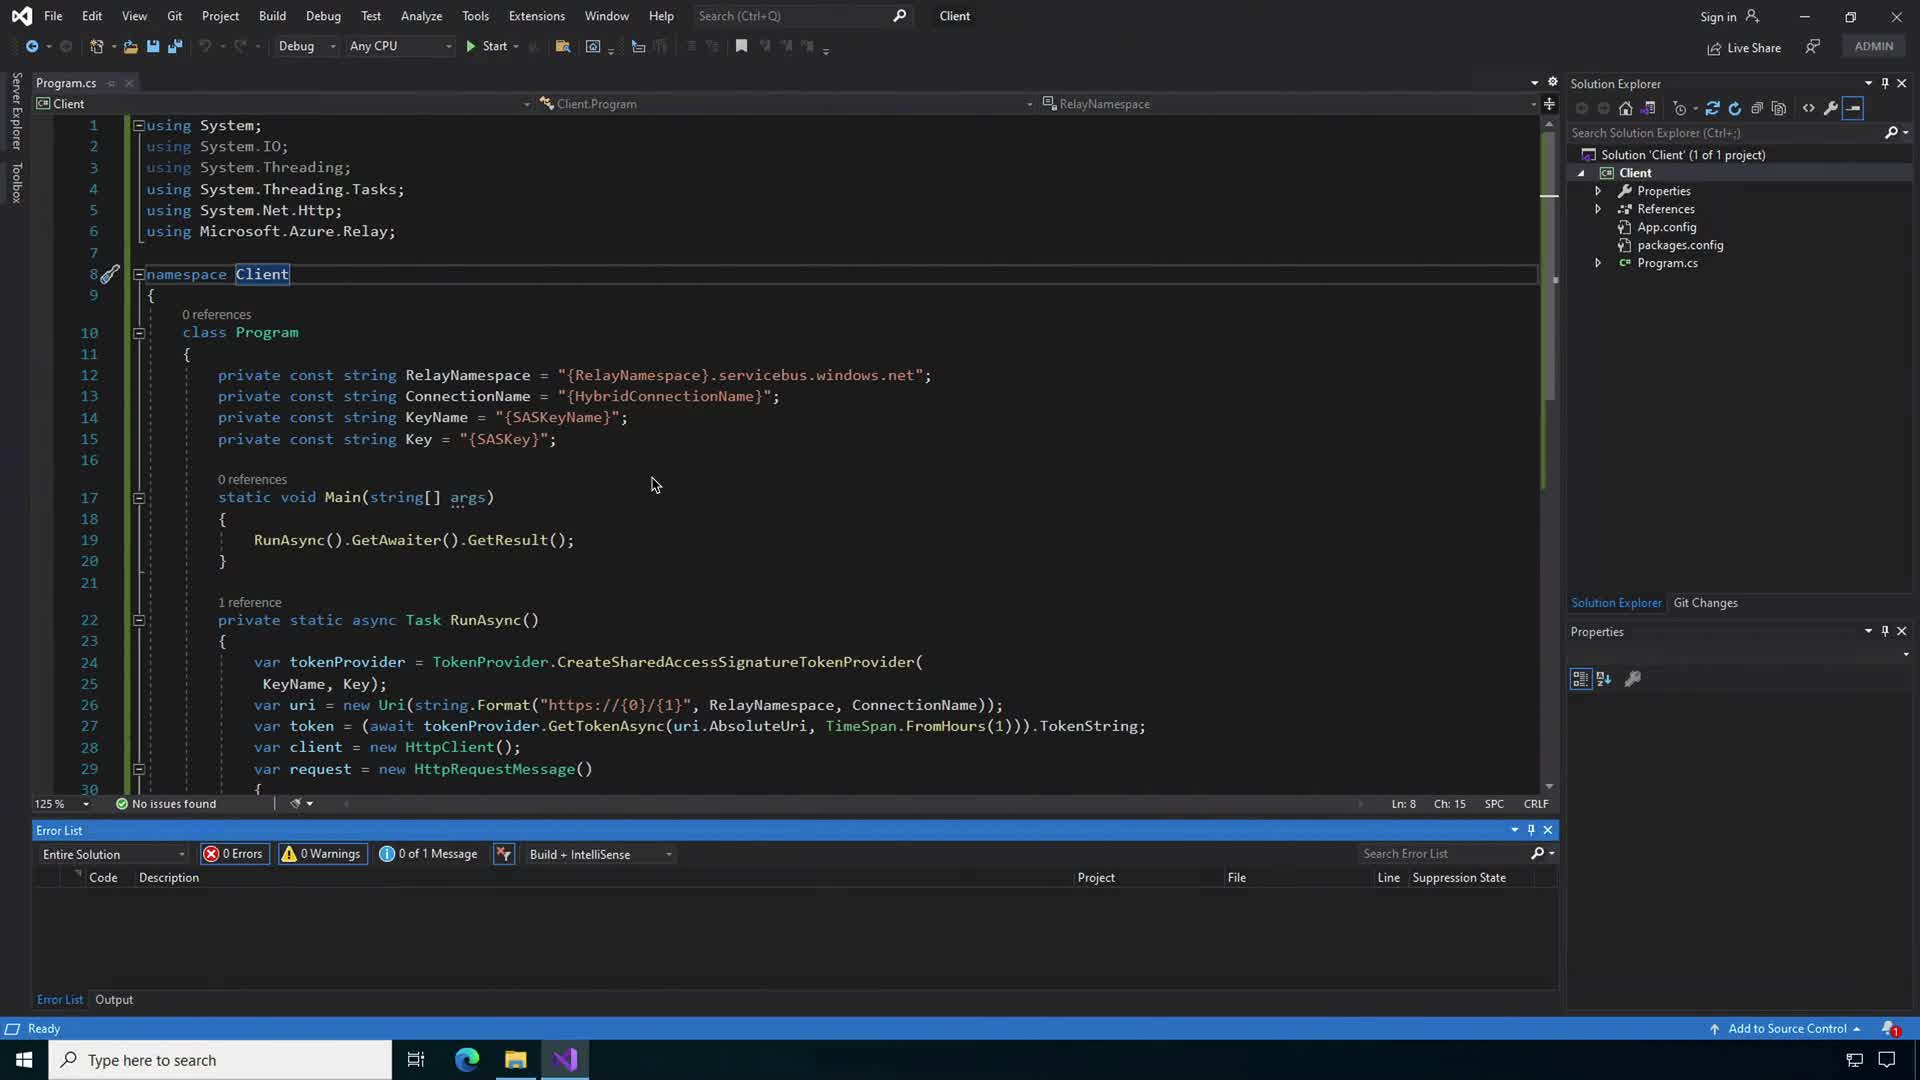 File Edit View Git Project Build Debug Test Analyze Tools Extensions Window Help Search (Ctrl+Q) Client Sign in
Debug Any CPU Start Live Share ADMIN
Server Explorer
Toolbox
Program.cs
Client Client.Program RelayNamespace
1 using System;
2 using System.IO;
3 using System.Threading;
4 using System.Threading.Tasks;
5 using System.Net.Http;
6 using Microsoft.Azure.Relay;
7
8 namespace Client
9 {
0 references
10 class Program
11 {
12 private const string RelayNamespace = "{RelayNamespace}.servicebus.windows.net";
13 private const string ConnectionName = "{HybridConnectionName}";
14 private const string KeyName = "{SASKeyName}";
15 private const string Key = "{SASKey}";
16
0 references
17 static void Main(string[] args)
18 {
19 RunAsync().GetAwaiter().GetResult();
20 }
21
1 reference
22 private static async Task RunAsync()
23 {
24 var tokenProvider = TokenProvider.CreateSharedAccessSignatureTokenProvider(
25 KeyName, Key);
26 var uri = new Uri(string.Format("https://{0}/{1}", RelayNamespace, ConnectionName));
27 var token = (await tokenProvider.GetTokenAsync(uri.AbsoluteUri, TimeSpan.FromHours(1))).TokenString;
28 var client = new HttpClient();
29 var request = new HttpRequestMessage()
30 {
125 % No issues found Ln: 8 Ch: 15 SPC CRLF
Error List
Entire Solution 0 Errors 0 Warnings 0 of 1 Message Build + IntelliSense Search Error List
Code Description Project File Line Suppression State
Error List Output
Solution Explorer
Search Solution Explorer (Ctrl+;)
Solution 'Client' (1 of 1 project)
Client
Properties
References
App.config
packages.config
Program.cs
Solution Explorer Git Changes
Properties
Ready Add to Source Control 1
Type here to search